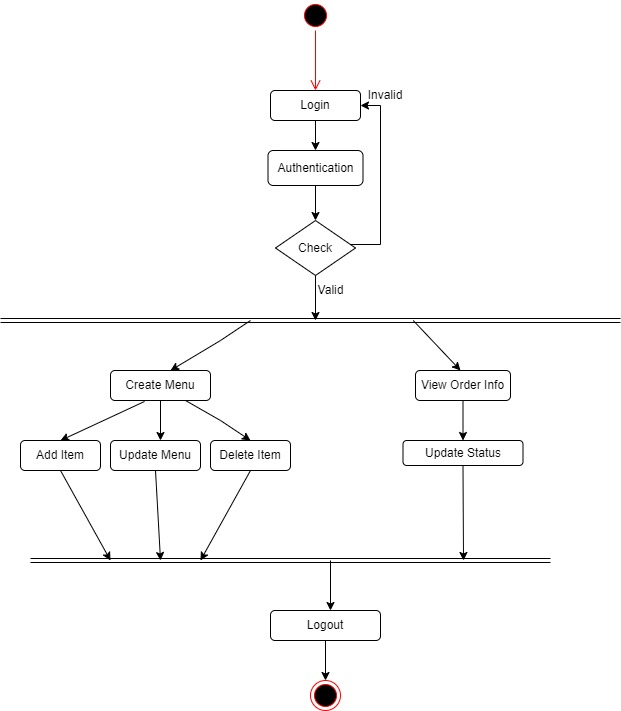 Invalid
Login
Authentication
Check
Valid
Create Menu
View Order Info
Add Item
Update Menu
Delete Item
Update Status
Logout